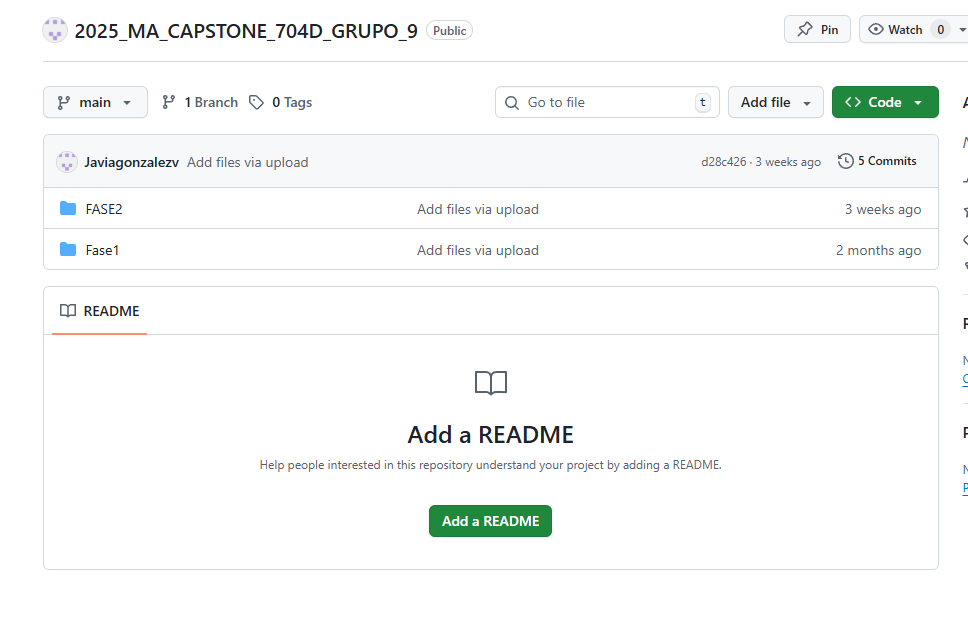 2025_MA_CAPSTONE_704D_GRUPO_9 Public Pin Watch 0
main 1 Branch 0 Tags Go to file t Add file Code
Javiagonzalezv Add files via upload d28c426 · 3 weeks ago 5 Commits
FASE2 Add files via upload 3 weeks ago
Fase1 Add files via upload 2 months ago
README
Add a README
Help people interested in this repository understand your project by adding a README.
Add a README